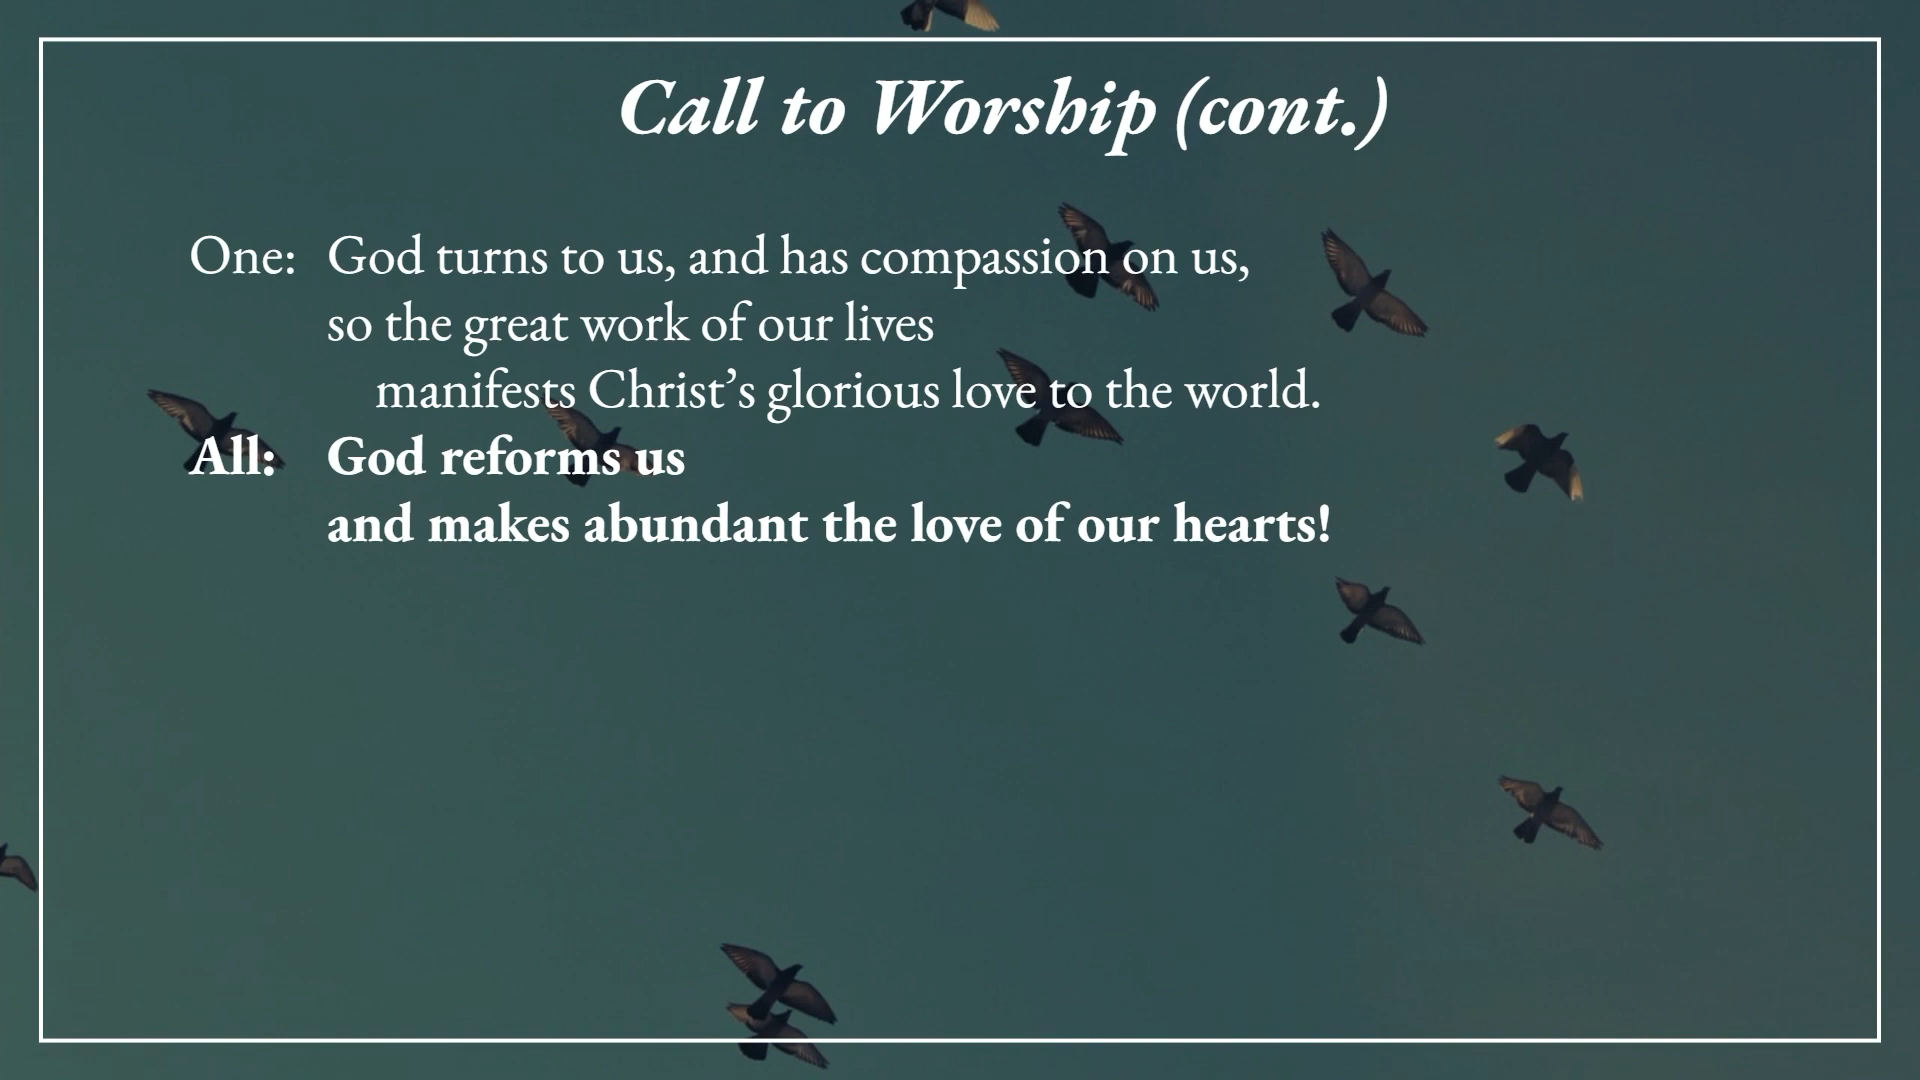 Call to Worship (cont.)
One: God turns to us, and has compassion on us,
so the great work of our lives
manifests Christ’s glorious love to the world.
All: God reforms us
and makes abundant the love of our hearts!